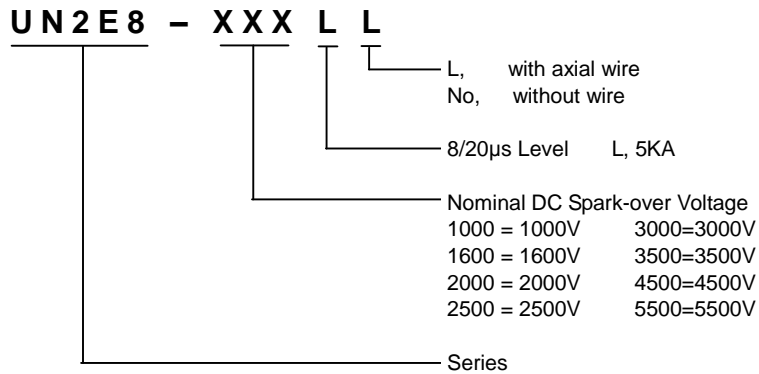 UN2E8 – XXX L L
L, with axial wire
No, without wire
8/20µs Level L, 5KA
Nominal DC Spark-over Voltage
1000 = 1000V 3000=3000V
1600 = 1600V 3500=3500V
2000 = 2000V 4500=4500V
2500 = 2500V 5500=5500V
Series